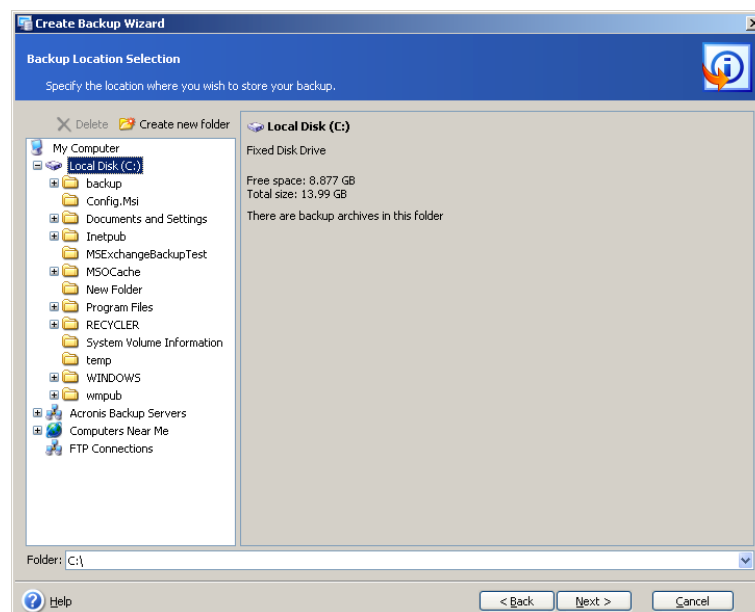 Create Backup Wizard
Backup Location Selection
Specify the location where you wish to store your backup.
Delete Create new folder
My Computer
Local Disk (C:)
backup
Config.Msi
Documents and Settings
Inetpub
MSExchangeBackupTest
MSOCache
New Folder
Program Files
RECYCLER
System Volume Information
temp
WINDOWS
wmpub
Acronis Backup Servers
Computers Near Me
FTP Connections
Local Disk (C:)
Fixed Disk Drive
Free space: 8.877 GB
Total size: 13.99 GB
There are backup archives in this folder
Folder: C:\
Help
< Back Next > Cancel